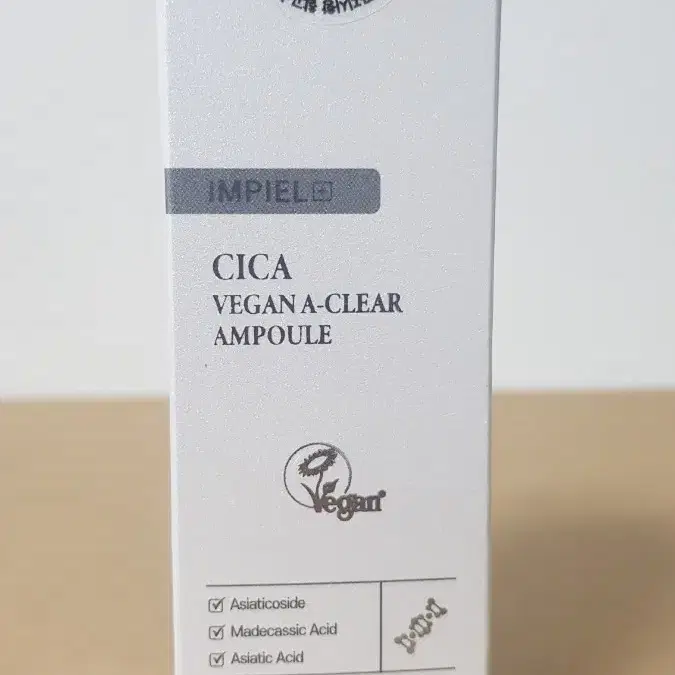 IMPIEL
CICA
VEGAN A-CLEAR
AMPOULE
Vegan
Asiaticoside
Madecassic Acid
Asiatic Acid